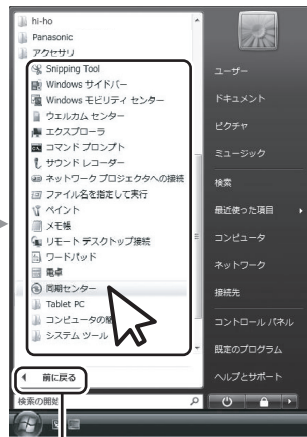 hi-ho
Panasonic
アクセサリ
Snipping Tool
Windows サイドバー
Windows モビリティ センター
ウェルカム センター
エクスプローラ
コマンド プロンプト
サウンド レコーダー
ネットワーク プロジェクタへの接続
ファイル名を指定して実行
ペイント
メモ帳
リモート デスクトップ接続
ワードパッド
電卓
同期センター
Tablet PC
コンピュータの
システム ツール
前に戻る
検索の開始
ユーザー
ドキュメント
ピクチャ
ミュージック
検索
最近使った項目
コンピュータ
ネットワーク
接続先
コントロール パネル
既定のプログラム
ヘルプとサポート